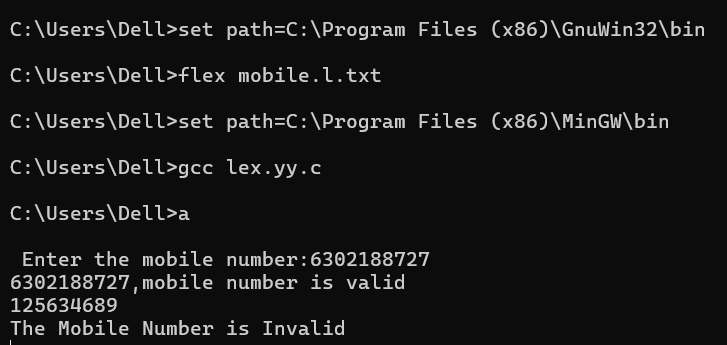 C:\Users\Dell>set path=C:\Program Files (x86)\GnuWin32\bin
C:\Users\Dell>flex mobile.l.txt
C:\Users\Dell>set path=C:\Program Files (x86)\MinGW\bin
C:\Users\Dell>gcc lex.yy.c
C:\Users\Dell>a
Enter the mobile number:6302188727
6302188727,mobile number is valid
125634689
The Mobile Number is Invalid